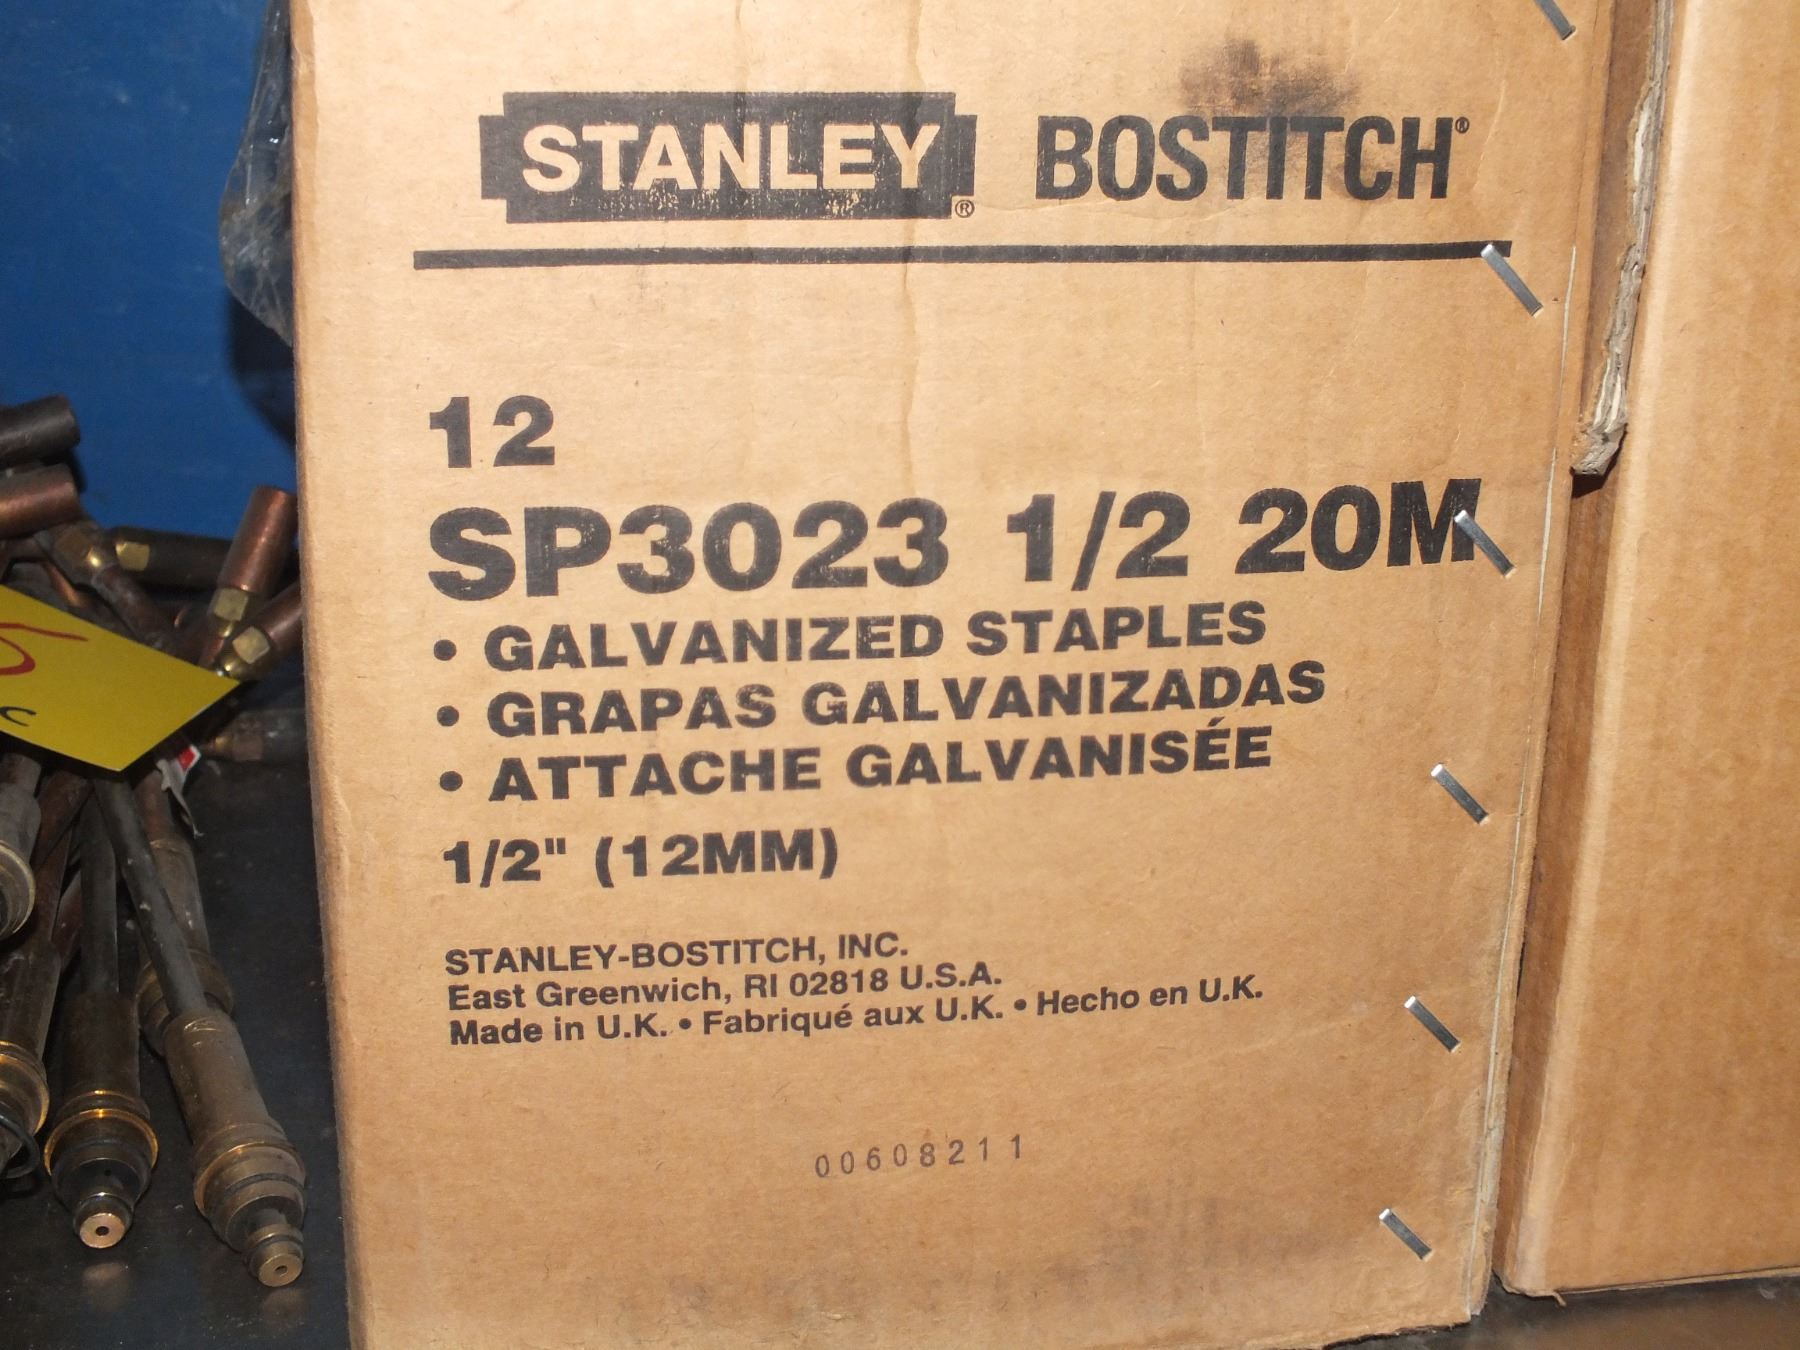 STANLEY® BOSTITCH®
12
SP3023 1/2 20M
• GALVANIZED STAPLES
• GRAPAS GALVANIZADAS
• ATTACHE GALVANISÉE
1/2" (12MM)
STANLEY-BOSTITCH, INC.
East Greenwich, RI 02818 U.S.A.
Made in U.K. • Fabriqué aux U.K. • Hecho en U.K.
00608211
5
C